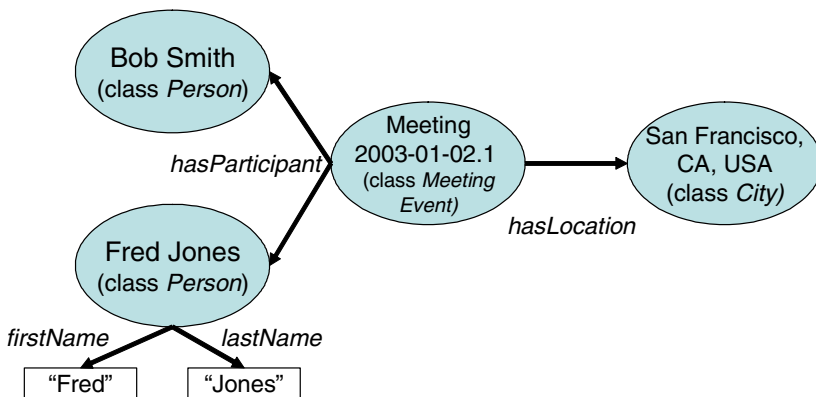 Bob Smith
(class Person)
hasParticipant
Meeting
2003-01-02.1
(class Meeting
Event)
hasLocation
San Francisco,
CA, USA
(class City)
Fred Jones
(class Person)
firstName
lastName
“Fred”
“Jones”